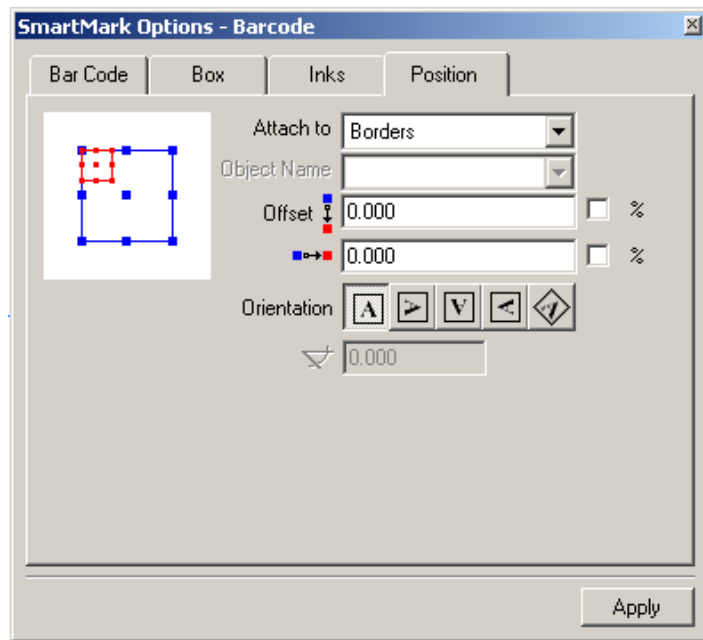 SmartMark Options - Barcode
Bar Code Box Inks Position
Attach to Borders
Object Name
Offset 0.000 %
0.000 %
Orientation A A A A A
0.000
Apply